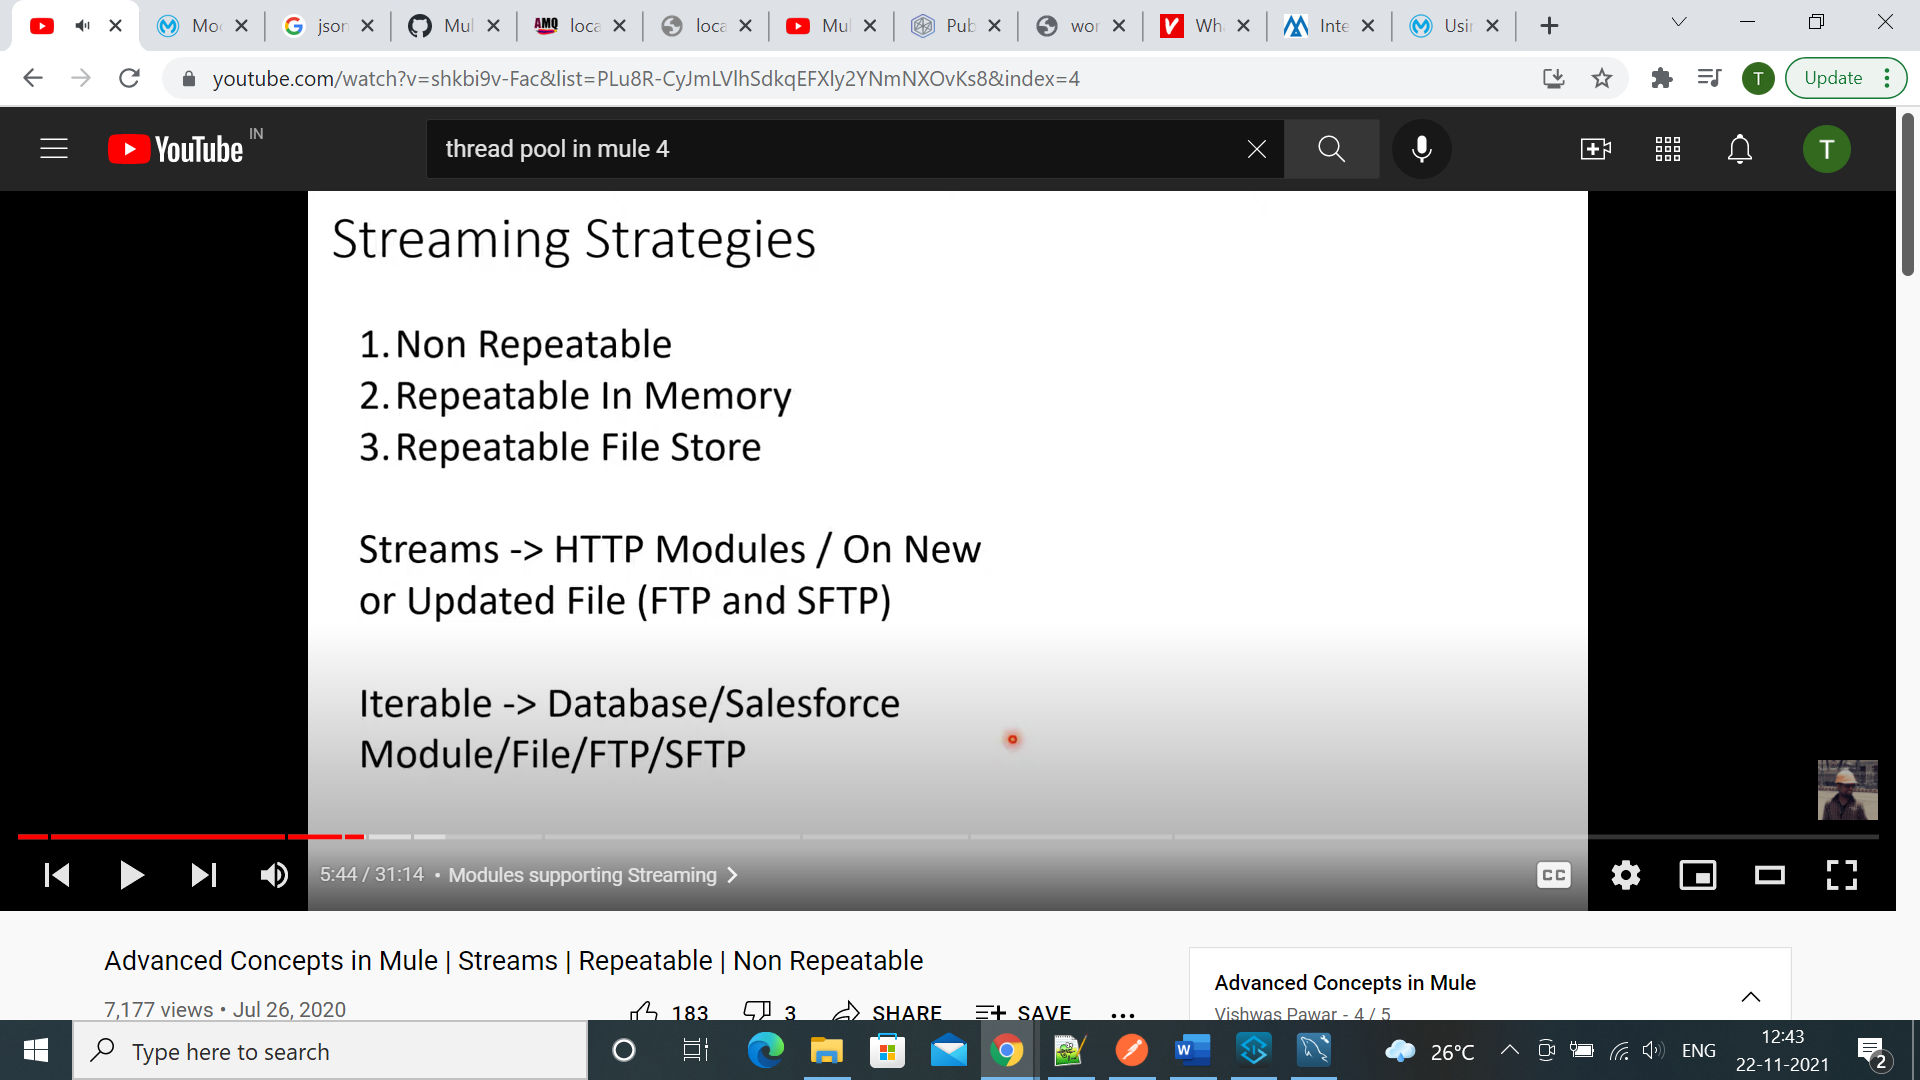 Moc
json
Mul
AMQ
loca
loca
Mul
Pub
wor
V
Wh
Inte
Usin
youtube.com/watch?v=shkbi9v-Fac&list=PLu8R-CyJmLVlhSdkqEFXly2YNmNXOvKs8&index=4
T
Update
YouTube IN
thread pool in mule 4
T
Streaming Strategies
1. Non Repeatable
2. Repeatable In Memory
3. Repeatable File Store
Streams -> HTTP Modules / On New
or Updated File (FTP and SFTP)
Iterable -> Database/Salesforce
Module/File/FTP/SFTP
5:44 / 31:14 • Modules supporting Streaming
CC
Advanced Concepts in Mule | Streams | Repeatable | Non Repeatable
7,177 views • Jul 26, 2020
183
3
SHARE
SAVE
Advanced Concepts in Mule
Vishwas Pawar - 4 / 5
Type here to search
W
26°C
ENG
12:43
22-11-2021
2